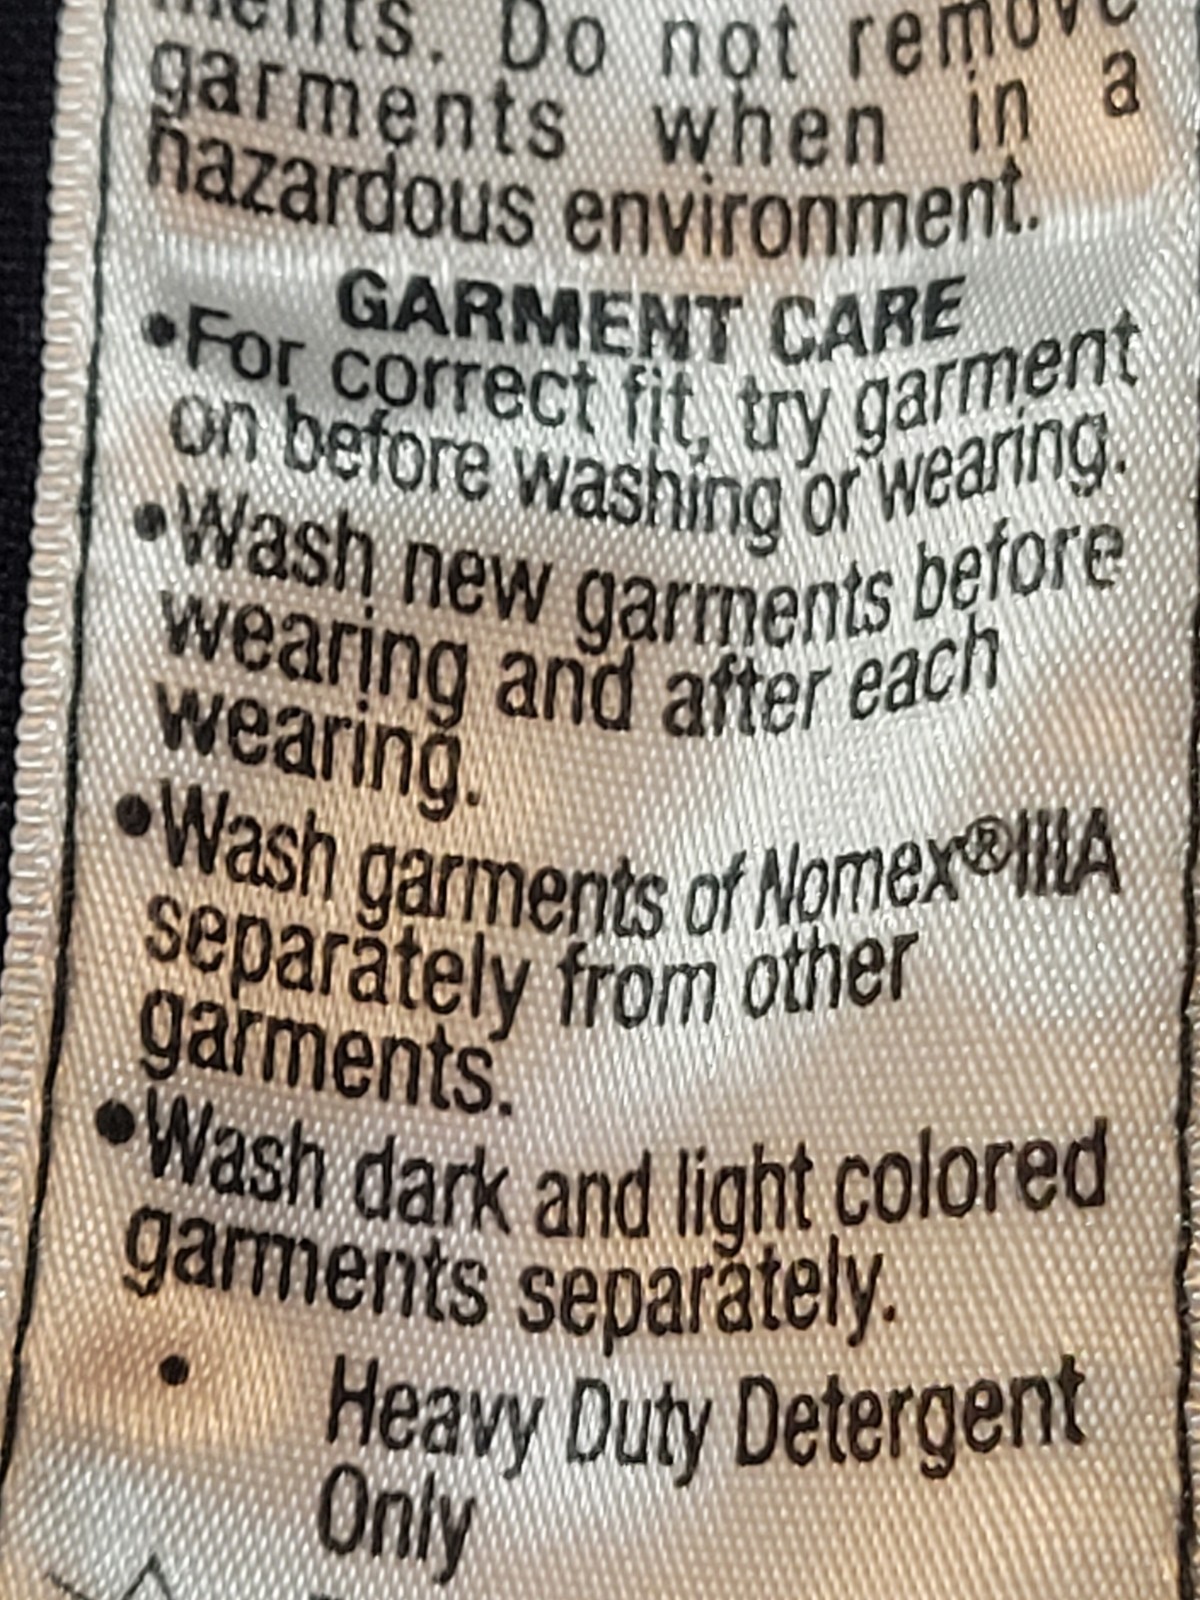 ments. Do not remove
garments when in a
hazardous environment.
GARMENT CARE
•For correct fit, try garment
on before washing or wearing.
•Wash new garments before
wearing and after each
wearing.
•Wash garments of Nomex®IIIA
separately from other
garments.
•Wash dark and light colored
garments separately.
• Heavy Duty Detergent
Only